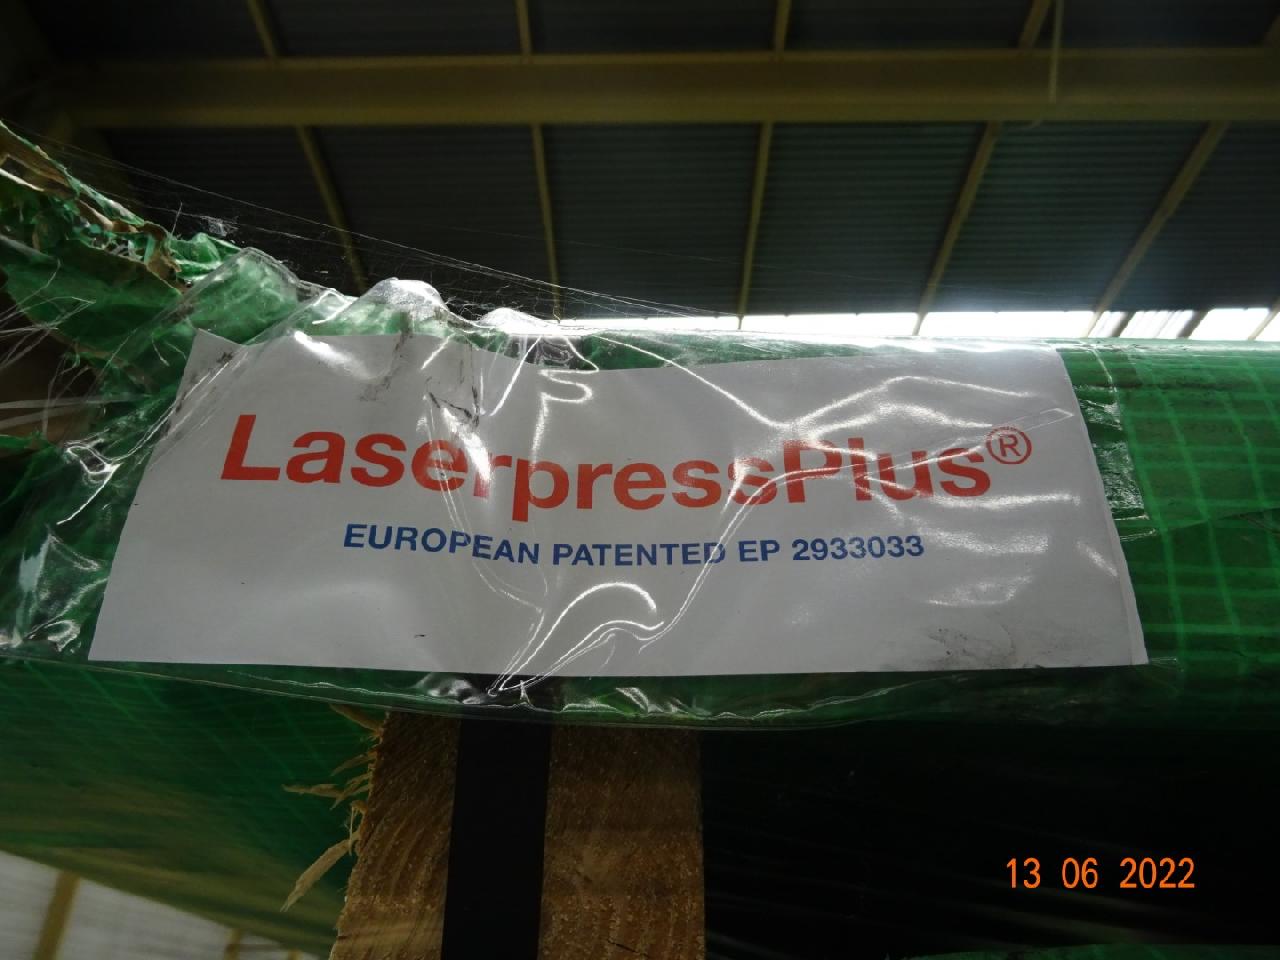 LaserpressPlus®
EUROPEAN PATENTED EP 2933033
13 06 2022